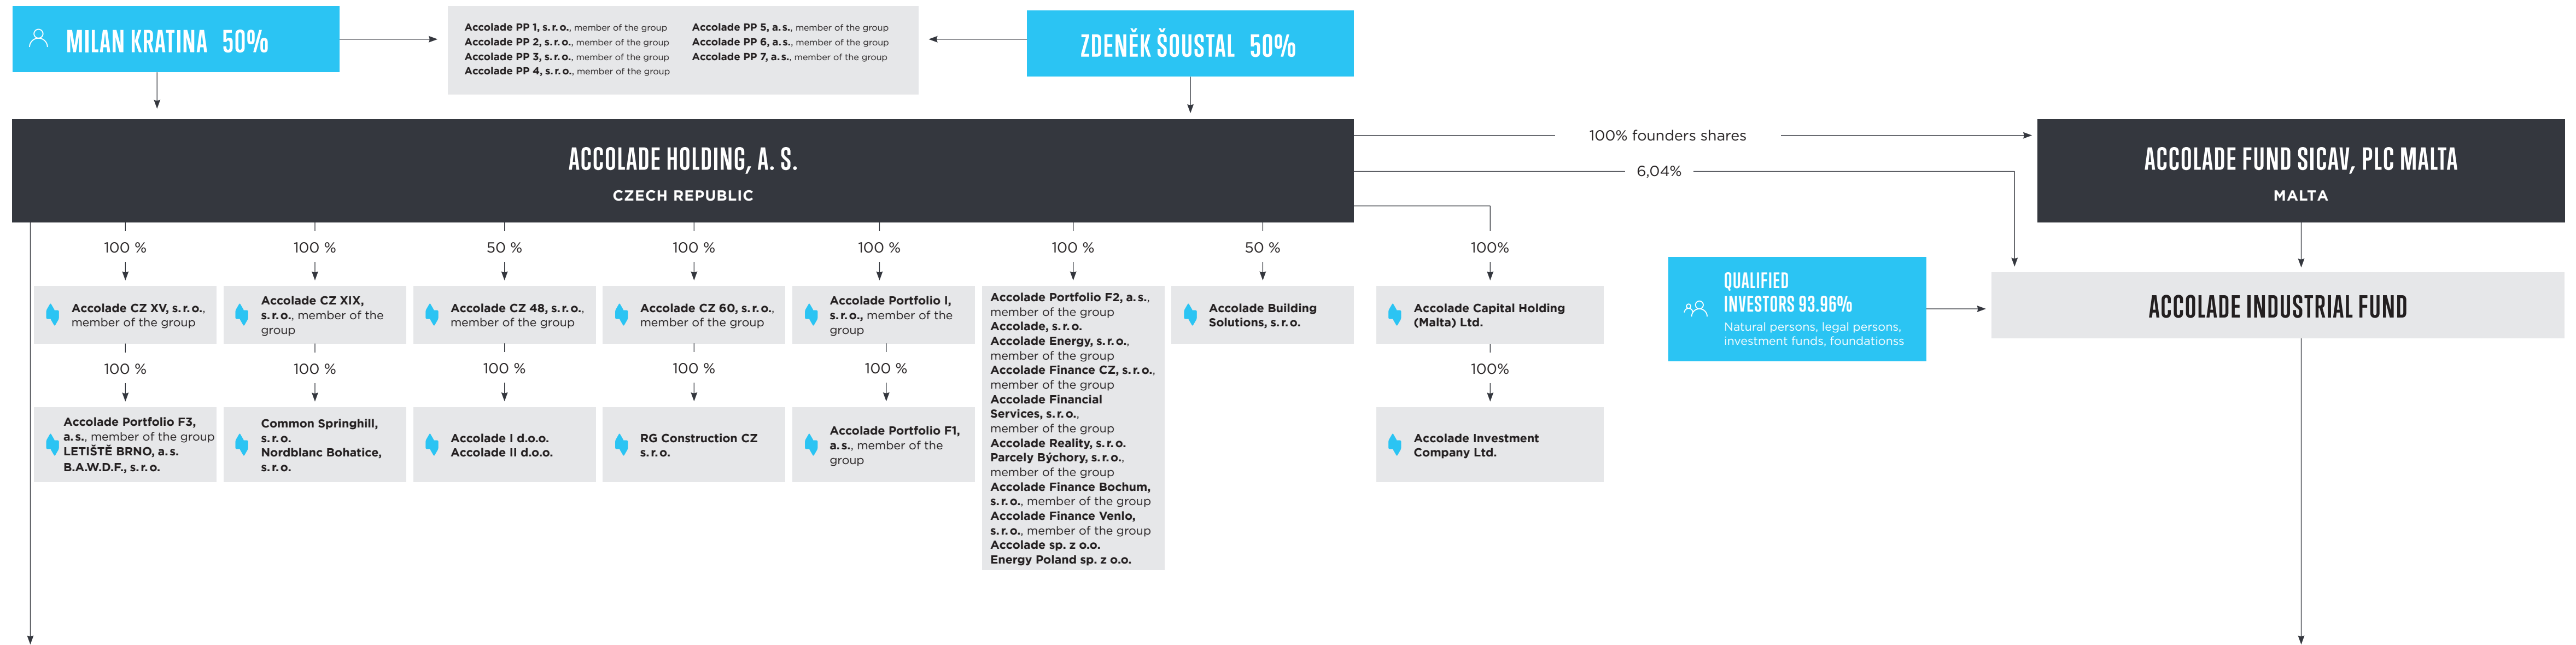 MILAN KRATINA 50%
Accolade PP 1, s.r.o., member of the group
Accolade PP 2, s.r.o., member of the group
Accolade PP 3, s.r.o., member of the group
Accolade PP 4, s.r.o., member of the group
Accolade PP 5, a.s., member of the group
Accolade PP 6, a.s., member of the group
Accolade PP 7, a.s., member of the group
ZDENĚK ŠOUSTAL 50%
ACCOLADE HOLDING, A. S.
CZECH REPUBLIC
100% founders shares
6,04%
ACCOLADE FUND SICAV, PLC MALTA
MALTA
100 %
100 %
50 %
100 %
100 %
100 %
50 %
100%
Accolade CZ XV, s.r.o.,
member of the group
Accolade CZ XIX,
s.r.o., member of the
group
Accolade CZ 48, s.r.o.,
member of the group
Accolade CZ 60, s.r.o.,
member of the group
Accolade Portfolio I,
s.r.o., member of the
group
Accolade Portfolio F2, a.s.,
member of the group
Accolade, s.r.o.
Accolade Energy, s.r.o.,
member of the group
Accolade Finance CZ, s.r.o.,
member of the group
Accolade Financial
Services, s.r.o.,
member of the group
Accolade Reality, s.r.o.
Parcely Býchory, s.r.o.,
member of the group
Accolade Finance Bochum,
s.r.o., member of the group
Accolade Finance Venlo,
s.r.o., member of the group
Accolade sp. z o.o.
Energy Poland sp. z o.o.
Accolade Building
Solutions, s.r.o.
Accolade Capital Holding
(Malta) Ltd.
QUALIFIED
INVESTORS 93.96%
Natural persons, legal persons,
investment funds, foundationss
ACCOLADE INDUSTRIAL FUND
100 %
100 %
100 %
100 %
100 %
100%
Accolade Portfolio F3,
a.s., member of the group
LETIŠTĚ BRNO, a.s.
B.A.W.D.F., s.r.o.
Common Springhill,
s.r.o.
Nordblanc Bohatice,
s.r.o.
Accolade I d.o.o.
Accolade II d.o.o.
RG Construction CZ
s.r.o.
Accolade Portfolio F1,
a.s., member of the
group
Accolade Investment
Company Ltd.